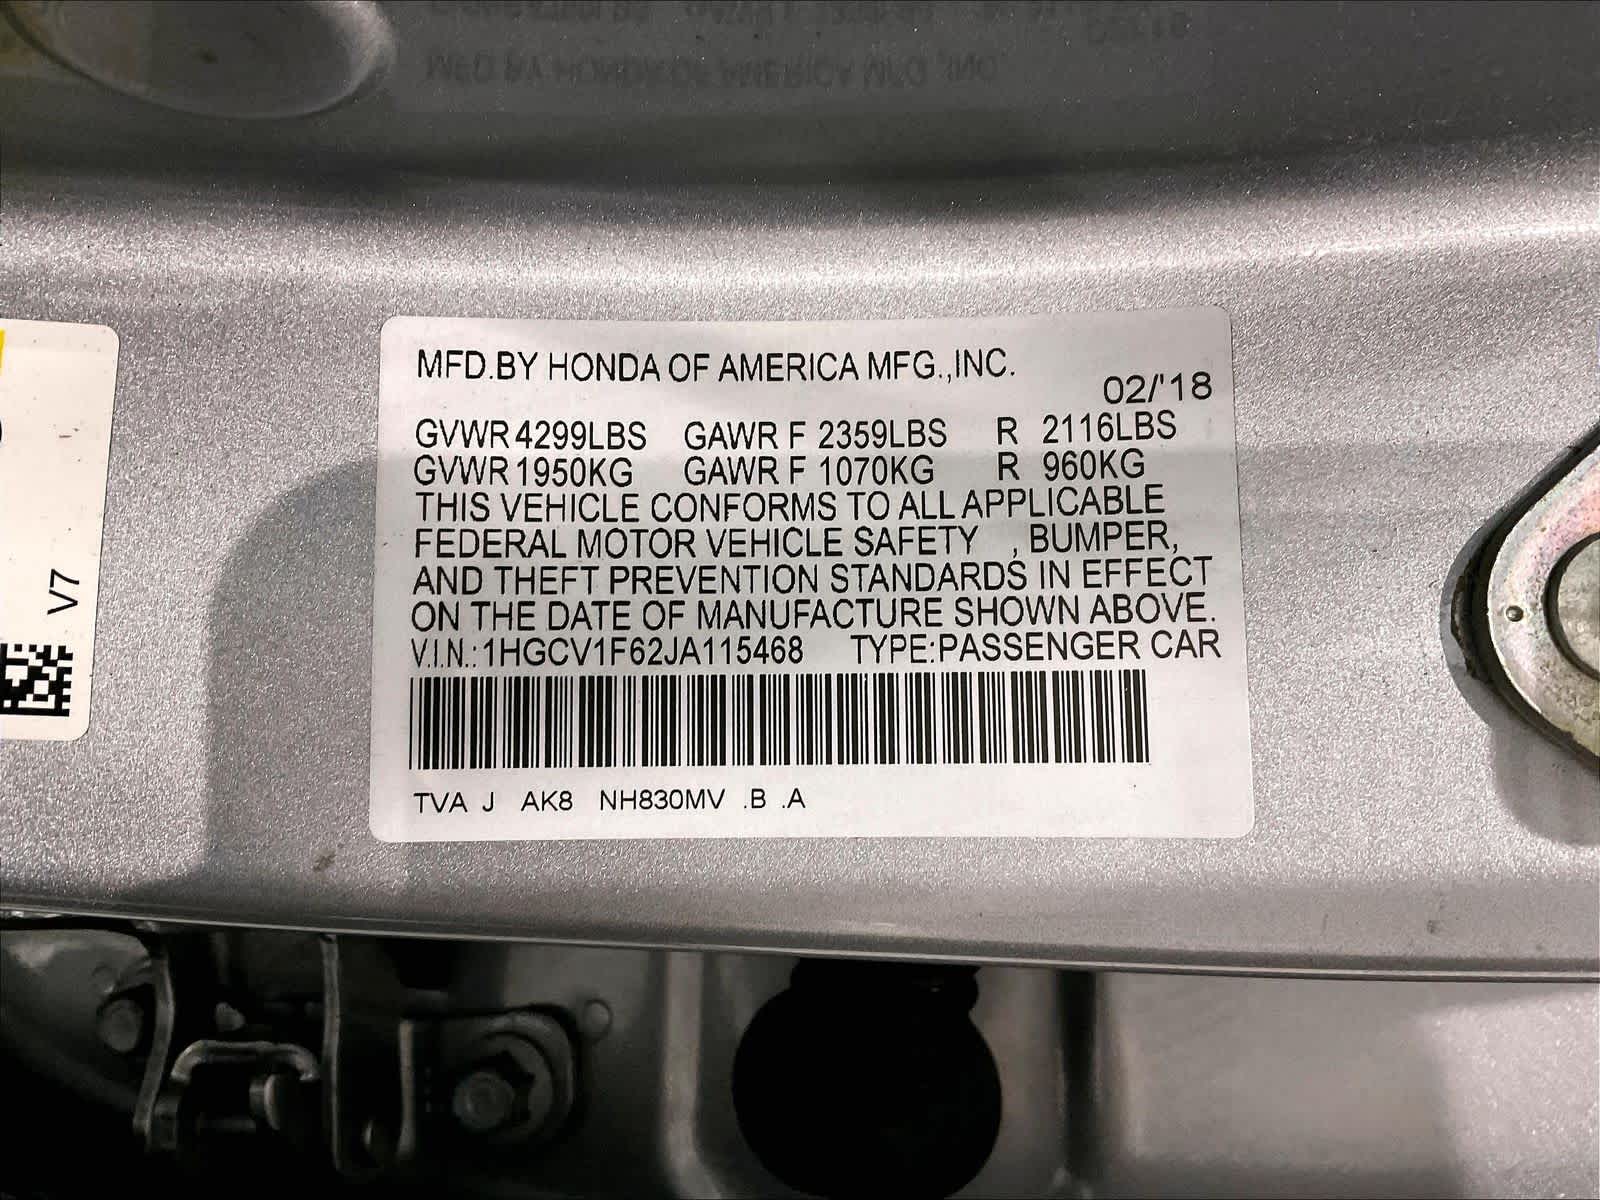 MFD.BY HONDA OF AMERICA MFG.,INC.
02/'18
GVWR 4299LBS GAWR F 2359LBS R 2116LBS
GVWR 1950KG GAWR F 1070KG R 960KG
THIS VEHICLE CONFORMS TO ALL APPLICABLE
FEDERAL MOTOR VEHICLE SAFETY , BUMPER,
AND THEFT PREVENTION STANDARDS IN EFFECT
ON THE DATE OF MANUFACTURE SHOWN ABOVE.
V.I.N.: 1HGCV1F62JA115468 TYPE:PASSENGER CAR
TVA J AK8 NH830MV .B .A
V7